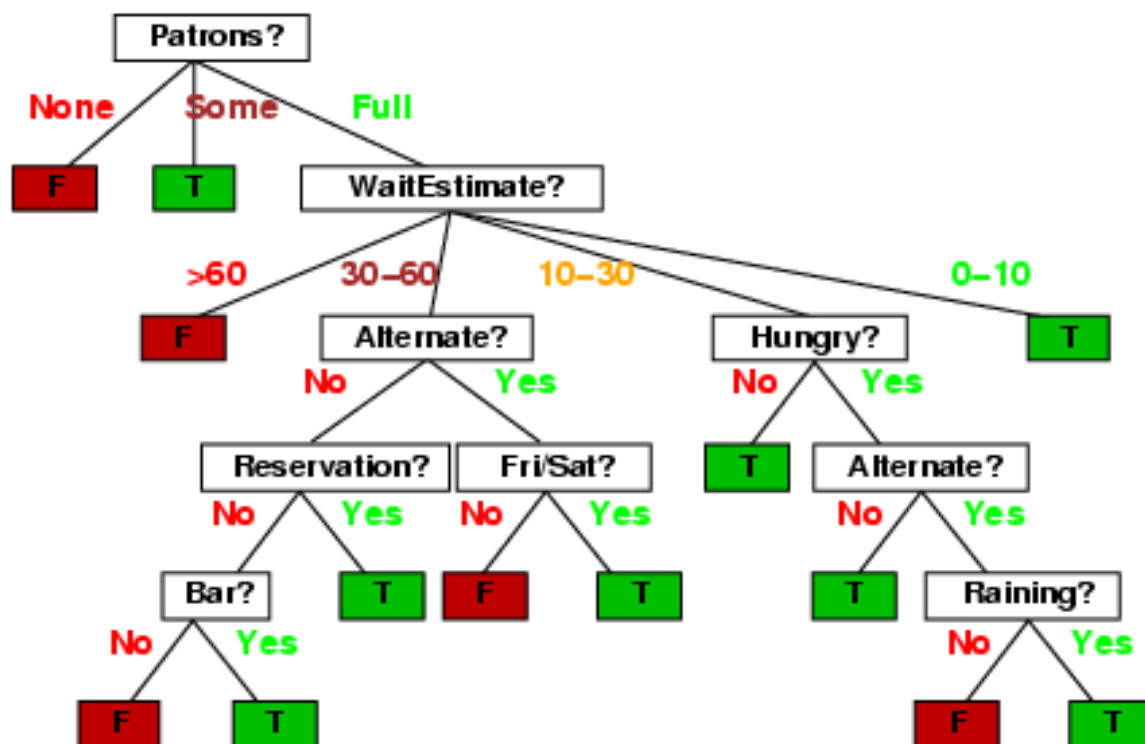 Patrons?
None Some Full
F T WaitEstimate?
>60 30–60 10–30 0–10
F Alternate? Hungry? T
No Yes No Yes
Reservation? Fri/Sat? T Alternate?
No Yes No Yes No Yes
Bar? T F T T Raining?
No Yes No Yes
F T F T